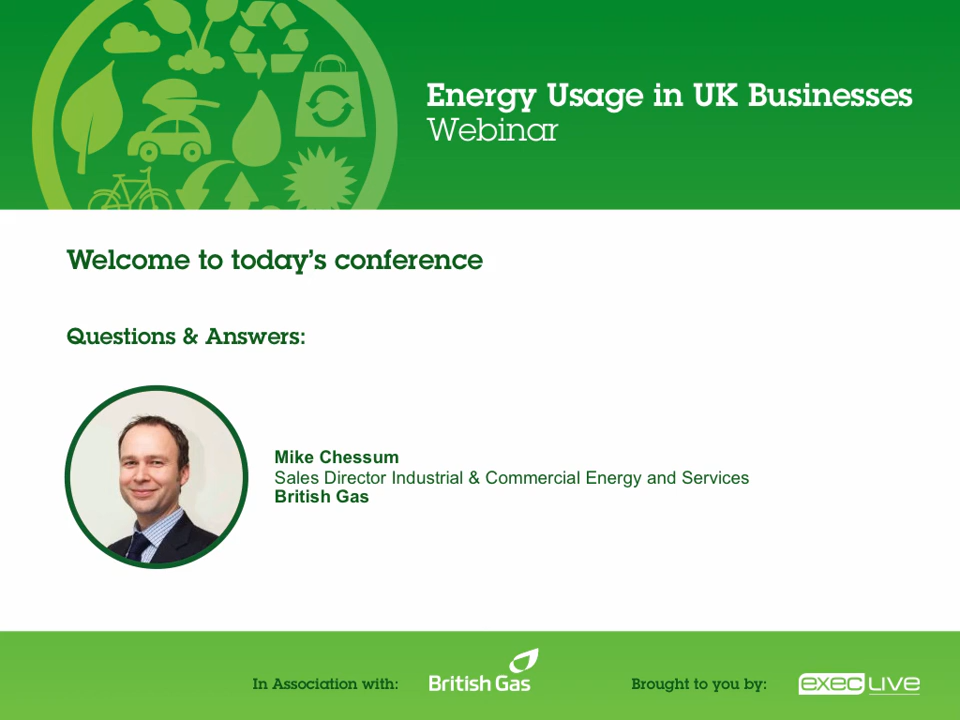 Energy Usage in UK Businesses
Webinar
Welcome to today's conference
Questions & Answers:
Mike Chessum
Sales Director Industrial & Commercial Energy and Services
British Gas
In Association with:
British Gas
Brought to you by:
exec LIVE